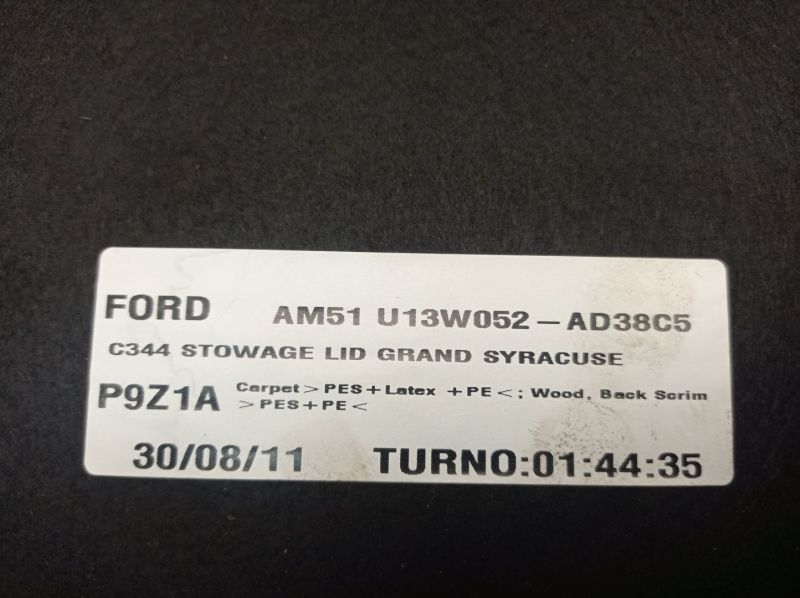 FORD AM51 U13W052-AD38C5
C344 STOWAGE LID GRAND SYRACUSE
P9Z1A Carpet>PES+Latex +PE<; Wood, Back Scrim
>PES+PE<
30/08/11 TURNO:01:44:35